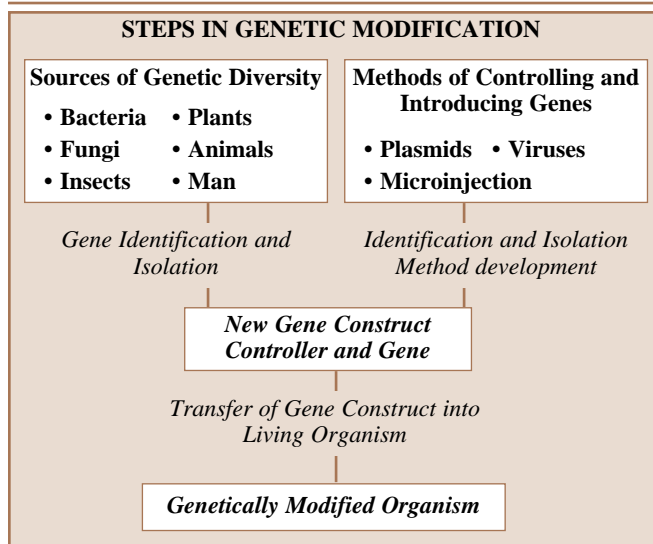 STEPS IN GENETIC MODIFICATION
Sources of Genetic Diversity
• Bacteria • Plants
• Fungi • Animals
• Insects • Man
Methods of Controlling and
Introducing Genes
• Plasmids • Viruses
• Microinjection
Gene Identification and
Isolation
Identification and Isolation
Method development
New Gene Construct
Controller and Gene
Transfer of Gene Construct into
Living Organism
Genetically Modified Organism